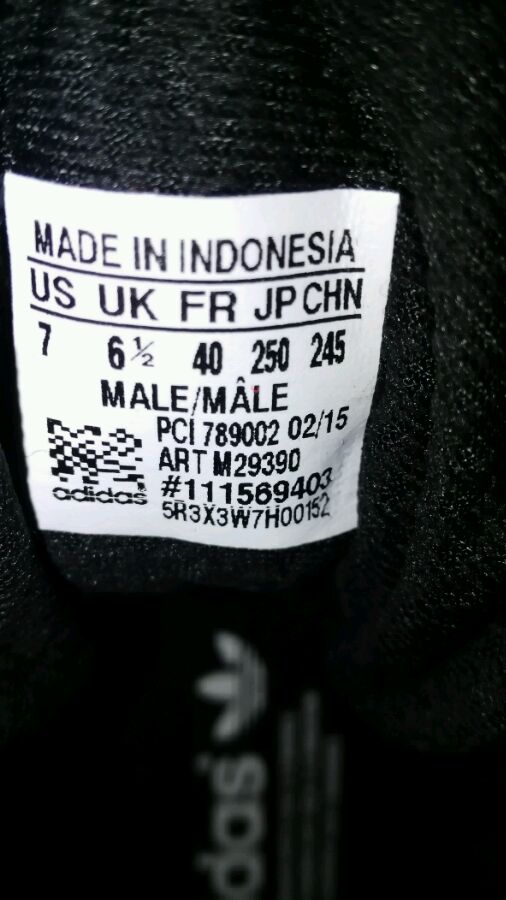 MADE IN INDONESIA
US UK FR JP CHN
7 6½ 40 250 245
MALE/MÂLE
PCI 789002 02/15
ART M29390
#111569403
5R3X3W7H00152
adidas
das